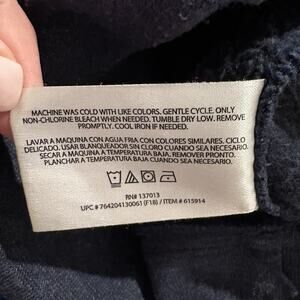 MACHINE WAS COLD WITH LIKE COLORS. GENTLE CYCLE. ONLY
NON-CHLORINE BLEACH WHEN NEEDED. TUMBLE DRY LOW. REMOVE
PROMPTLY. COOL IRON IF NEEDED.
LAVAR A MAQUINA CON AGUA FRIA CON COLORES SIMILARES. CICLO
DELICADO. USAR BLANQUEADOR SIN CLORO CUANDO SEA NECESARIO.
SECAR A MAQUINA A TEMPERATURA BAJA. REMOVER PRONTO.
PLANCHAR A TEMPERATURA BAJA CUANDO SEA NECESARIO.
RN# 137013
UPC # 764204130061 (F18) / ITEM # 615914